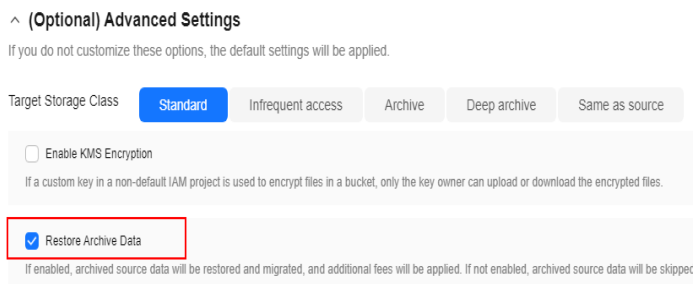 (Optional) Advanced Settings
If you do not customize these options, the default settings will be applied.
Target Storage Class Standard Infrequent access Archive Deep archive Same as source
Enable KMS Encryption
If a custom key in a non-default IAM project is used to encrypt files in a bucket, only the key owner can upload or download the encrypted files.
Restore Archive Data
If enabled, archived source data will be restored and migrated, and additional fees will be applied. If not enabled, archived source data will be skipped